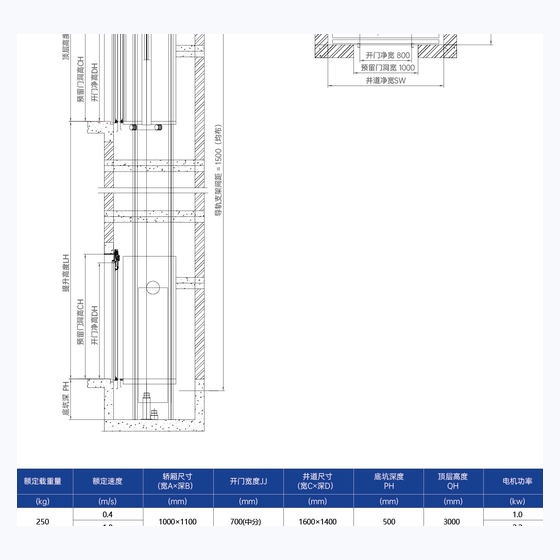 顶层高度
预留门洞高CH
开门净高DH
开门净宽 800
预留门洞宽 1000
井道净宽SW
导轨支架间距 = 1500（均布）
提升高度LH
预留门洞高CH
开门净高DH
底坑深 PH
额定载重量 额定速度 轿厢尺寸 开门宽度JJ 井道尺寸 底坑深度 顶层高度 电机功率
（宽A×深B） （宽C×深D） PH QH
（kg） （m/s） （mm） （mm） （mm） （mm） （mm） （kw）
0.4 1.0
250 1000×1100 700(中分) 1600×1400 500 3000